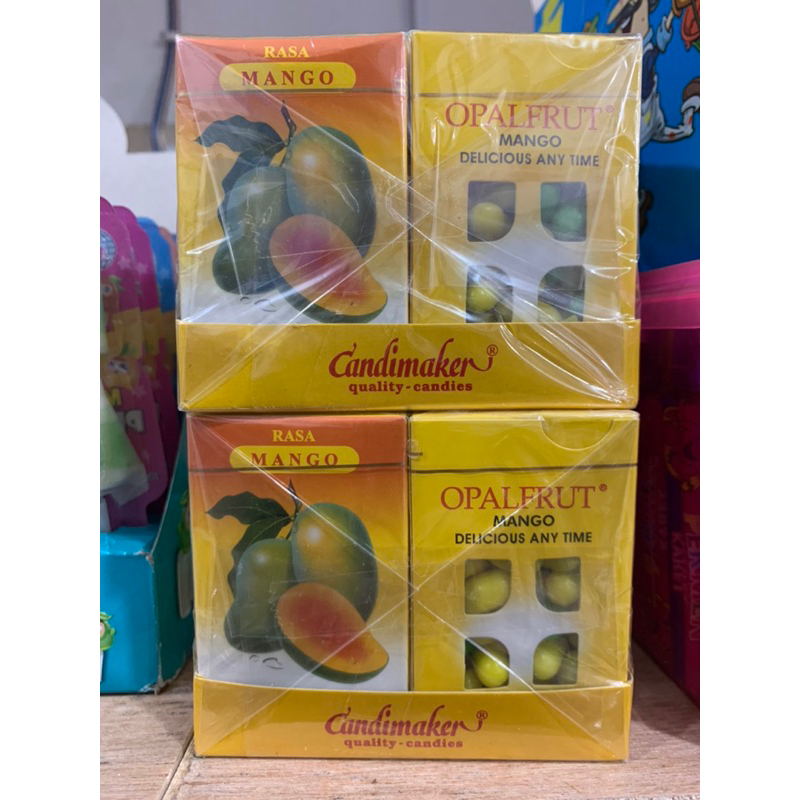 RASA
MANGO
OPALFRUT®
MANGO
DELICIOUS ANY TIME
Candimaker®
quality-candies
RASA
MANGO
OPALFRUT®
MANGO
DELICIOUS ANY TIME
Candimaker®
quality-candies